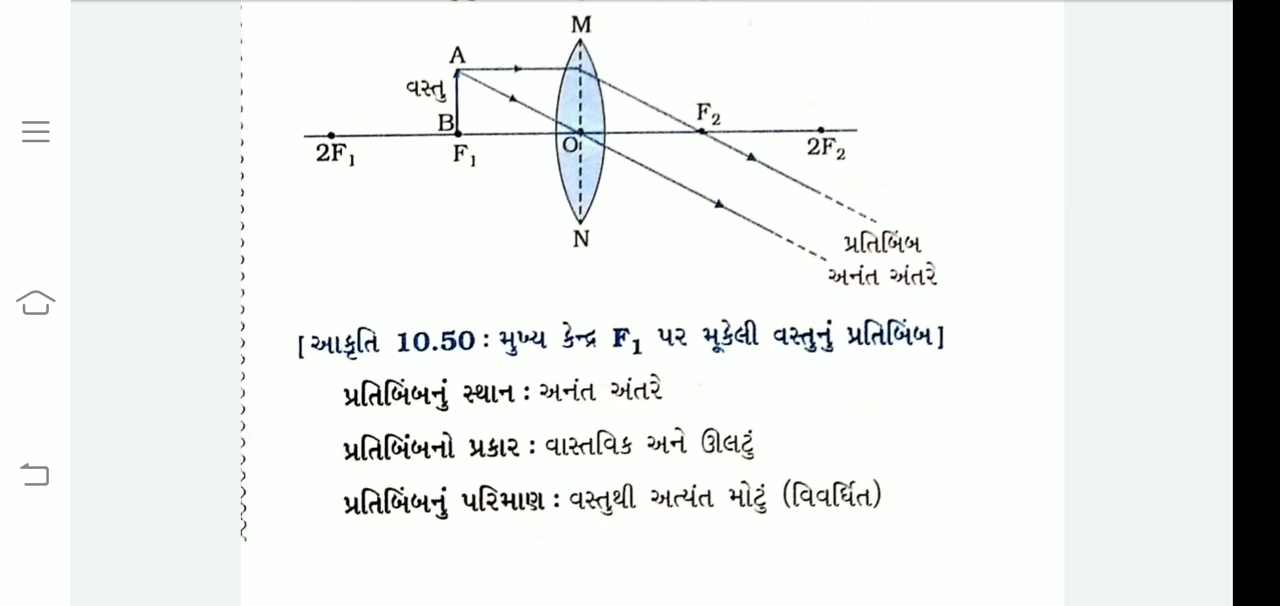 M
A
વસ્તુ
B
F₂
O
2F₁
F₁
2F₂
N
પ્રતિબિંબ
અનંત અંતરે
[આકૃતિ 10.50 : મુખ્ય કેન્દ્ર F₁ પર મૂકેલી વસ્તુનું પ્રતિબિંબ]
પ્રતિબિંબનું સ્થાન : અનંત અંતરે
પ્રતિબિંબનો પ્રકાર : વાસ્તવિક અને ઊલટું
પ્રતિબિંબનું પરિમાણ : વસ્તુથી અત્યંત મોટું (વિવર્ધિત)